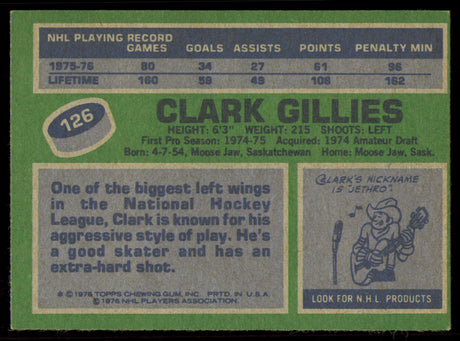 NHL PLAYING RECORD
GAMES GOALS ASSISTS POINTS PENALTY MIN
1975-76 80 34 27 61 96
LIFETIME 160 59 49 108 162
126
CLARK GILLIES
HEIGHT: 6'3" WEIGHT: 215 SHOOTS: LEFT
First Pro Season: 1974-75 Acquired: 1974 Amateur Draft
Born: 4-7-54, Moose Jaw, Saskatchewan Home: Moose Jaw, Sask.
One of the biggest left wings
in the National Hockey
League, Clark is known for his
aggressive style of play. He's
a good skater and has an
extra-hard shot.
© 1976 TOPPS CHEWING GUM, INC. PRTD. IN U.S.A.
© 1976 NHL PLAYERS ASSOCIATION.
CLARK'S NICKNAME
IS "JETHRO".
LOOK FOR N.H.L. PRODUCTS